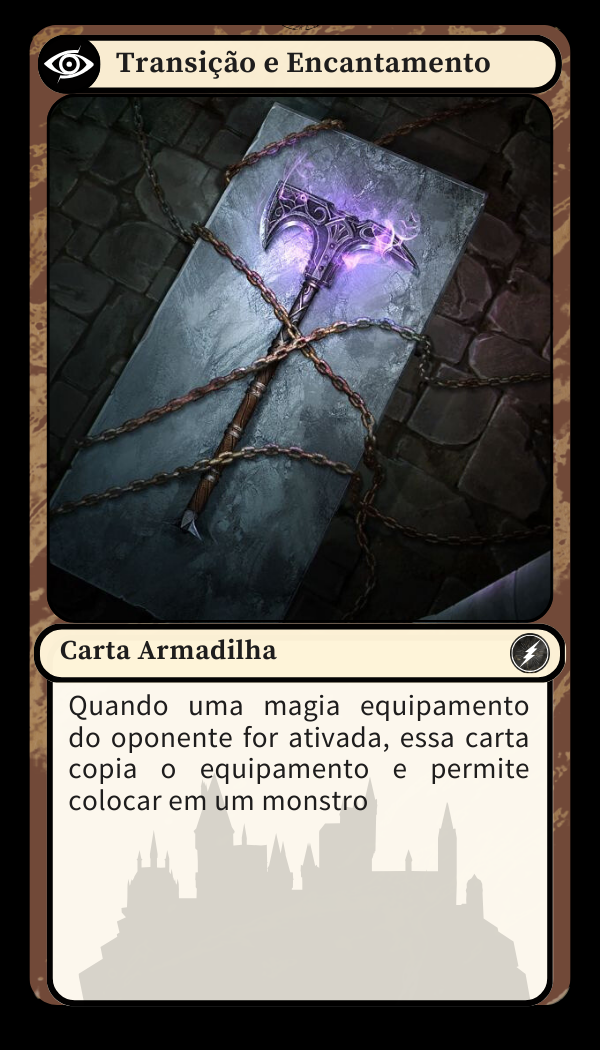 Transição e Encantamento
Carta Armadilha
Quando uma magia equipamento
do oponente for ativada, essa carta
copia o equipamento e permite
colocar em um monstro